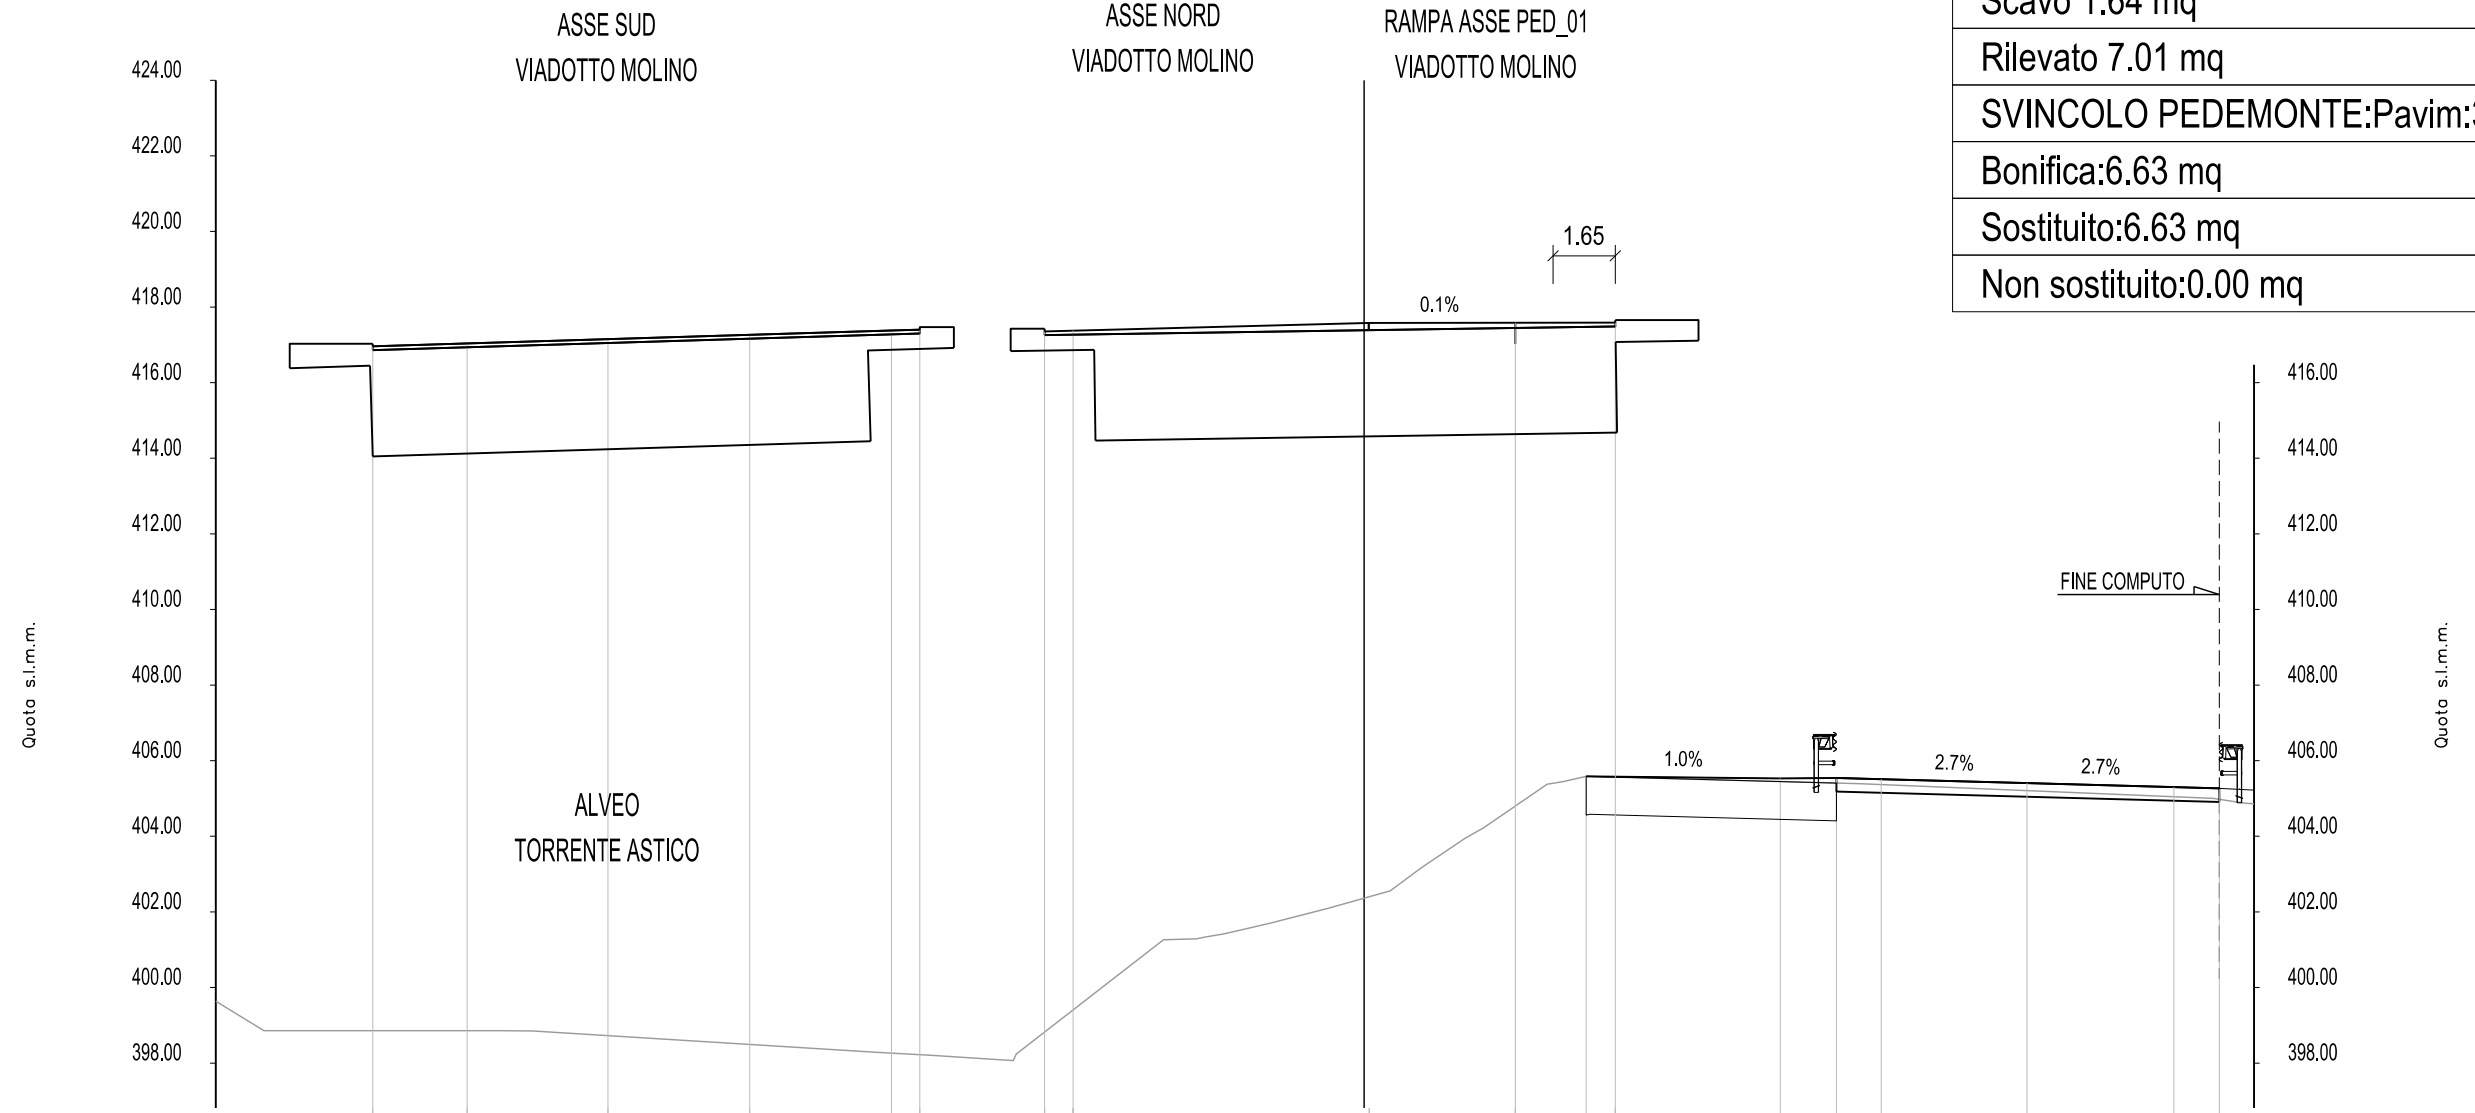 ASSE SUD
VIADOTTO MOLINO
ASSE NORD
VIADOTTO MOLINO
RAMPA ASSE PED_01
VIADOTTO MOLINO
Scavo 1.64 mq
Rilevato 7.01 mq
SVINCOLO PEDEMONTE:Pavim:
Bonifica:6.63 mq
Sostituito:6.63 mq
Non sostituito:0.00 mq
424.00
422.00
420.00
418.00
416.00
414.00
412.00
410.00
408.00
406.00
404.00
402.00
400.00
398.00
Quota s.l.m.m.
1.65
0.1%
ALVEO
TORRENTE ASTICO
1.0%
2.7%
2.7%
FINE COMPUTO
416.00
414.00
412.00
410.00
408.00
406.00
404.00
402.00
400.00
398.00
Quota s.l.m.m.